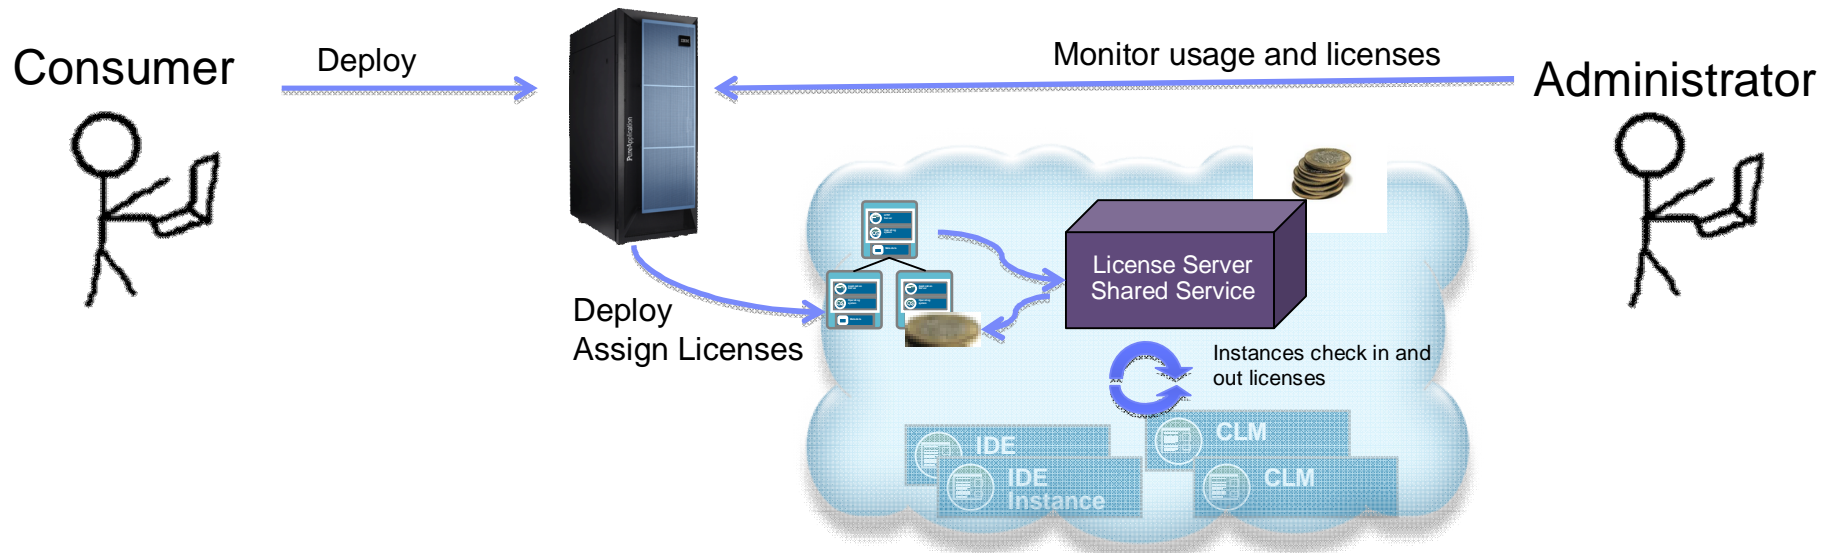 Consumer
Deploy
Monitor usage and licenses
Administrator
PureApplication
Deploy
Assign Licenses
License Server
Shared Service
Instances check in and
out licenses
IDE
IDE
Instance
CLM
CLM